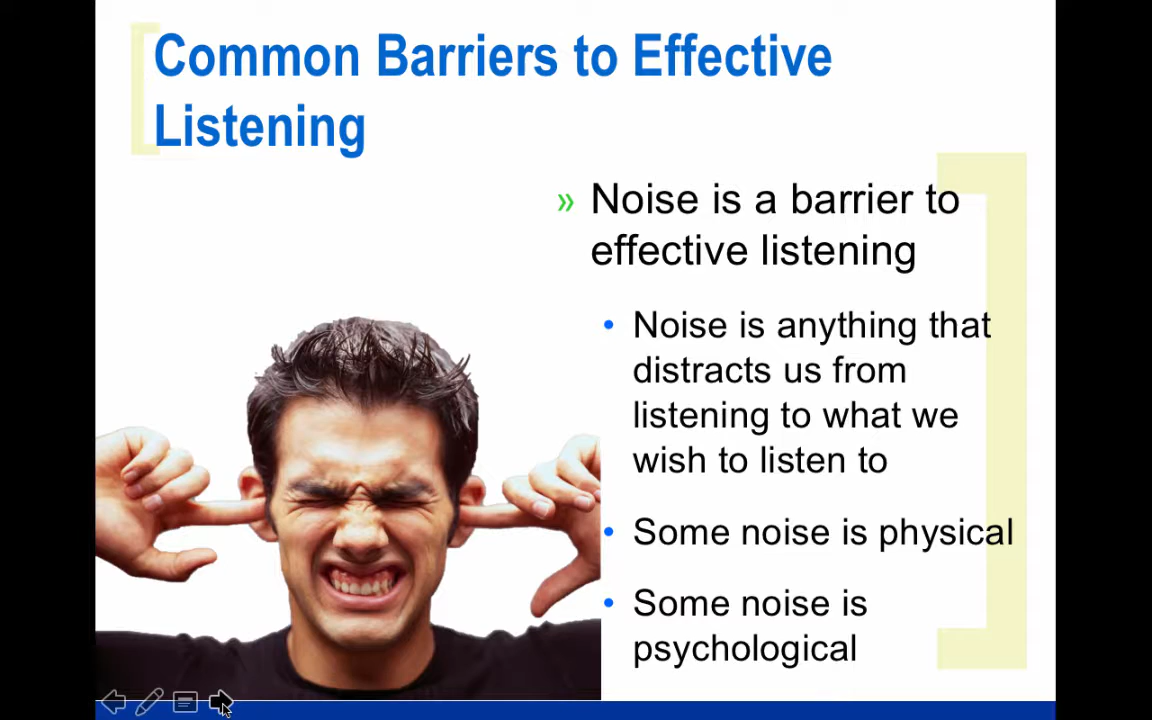 Common Barriers to Effective
Listening
» Noise is a barrier to
effective listening
• Noise is anything that
distracts us from
listening to what we
wish to listen to
• Some noise is physical
• Some noise is
psychological